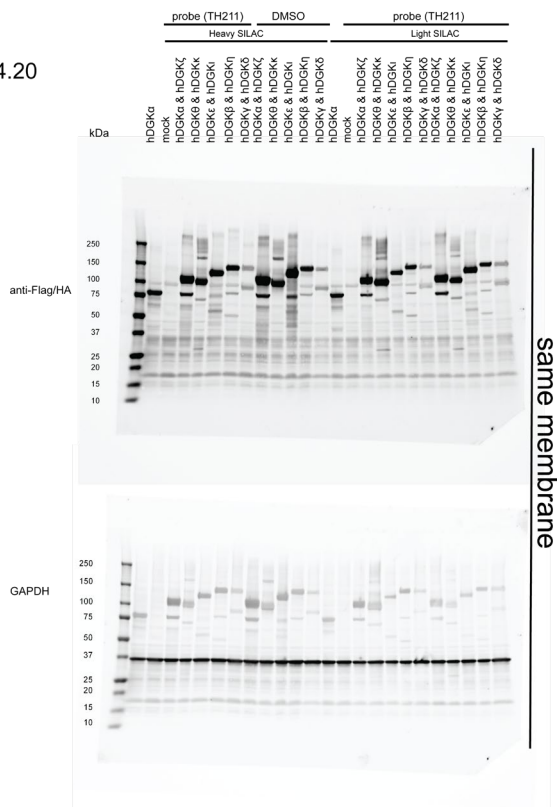 probe (TH211)
DMSO
probe (TH211)
Heavy SILAC
Light SILAC
4.20
hDGKα
mock
hDGKα & hDGKζ
hDGKθ & hDGKκ
hDGKε & hDGKι
hDGKβ & hDGKη
hDGKγ & hDGKδ
hDGKα & hDGKζ
hDGKθ & hDGKκ
hDGKε & hDGKι
hDGKβ & hDGKη
hDGKγ & hDGKδ
hDGKα
mock
hDGKα & hDGKζ
hDGKθ & hDGKκ
hDGKε & hDGKι
hDGKβ & hDGKη
hDGKγ & hDGKδ
hDGKα & hDGKζ
hDGKθ & hDGKκ
hDGKε & hDGKι
hDGKβ & hDGKη
hDGKγ & hDGKδ
kDa
250
150
100
75
50
37
25
20
15
10
anti-Flag/HA
same membrane
250
150
100
75
50
37
25
20
15
10
GAPDH